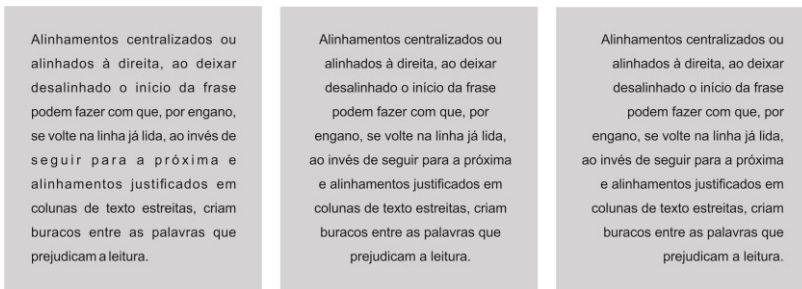 Alinhamentos centralizados ou
alinhados à direita, ao deixar
desalinhado o início da frase
podem fazer com que, por engano,
se volte na linha já lida, ao invés de
seguir para a próxima e
alinhamentos justificados em
colunas de texto estreitas, criam
buracos entre as palavras que
prejudicam a leitura.
Alinhamentos centralizados ou
alinhados à direita, ao deixar
desalinhado o início da frase
podem fazer com que, por
engano, se volte na linha já lida,
ao invés de seguir para a próxima
e alinhamentos justificados em
colunas de texto estreitas, criam
buracos entre as palavras que
prejudicam a leitura.
Alinhamentos centralizados ou
alinhados à direita, ao deixar
desalinhado o início da frase
podem fazer com que, por
engano, se volte na linha já lida,
ao invés de seguir para a próxima
e alinhamentos justificados em
colunas de texto estreitas, criam
buracos entre as palavras que
prejudicam a leitura.